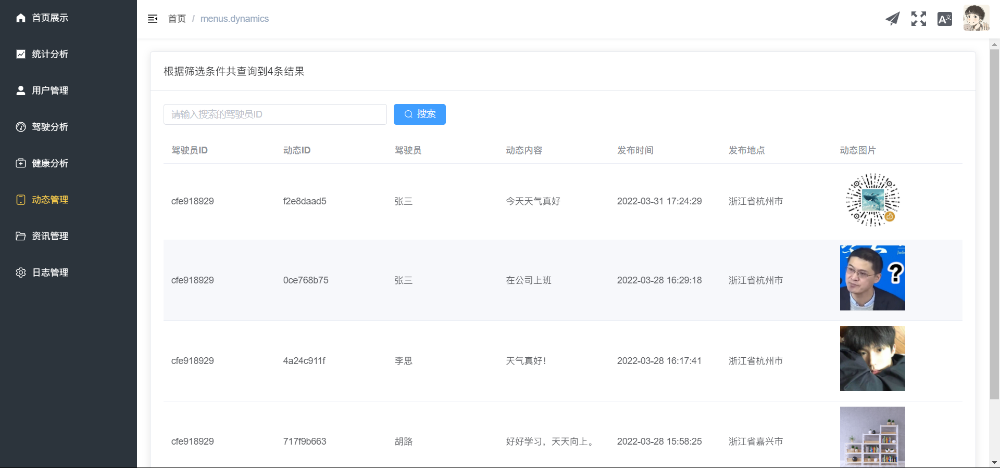 首页展示
统计分析
用户管理
驾驶分析
健康分析
动态管理
资讯管理
日志管理
首页 / menus.dynamics
A文
根据筛选条件共查询到4条结果
请输入搜索的驾驶员ID 搜索
驾驶员ID 动态ID 驾驶员 动态内容 发布时间 发布地点 动态图片
cfe918929 f2e8daad5 张三 今天天气真好 2022-03-31 17:24:29 浙江省杭州市
cfe918929 0ce768b75 张三 在公司上班 2022-03-28 16:29:18 浙江省杭州市
Judic
?
cfe918929 4a24c911f 李思 天气真好！ 2022-03-28 16:17:41 浙江省杭州市
cfe918929 717f9b663 胡路 好好学习，天天向上。 2022-03-28 15:58:25 浙江省嘉兴市